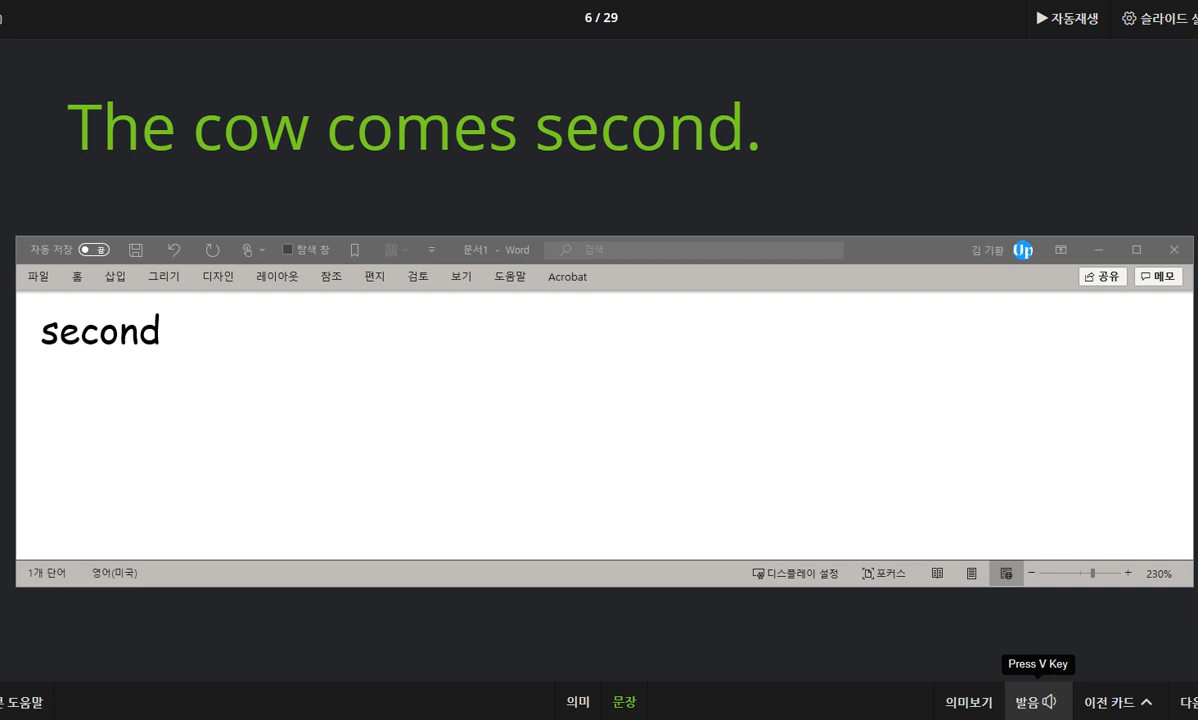 6 / 29
▶ 자동재생
슬라이드
The cow comes second.
자동 저장 끔
탐색 창
문서1 - Word
검색
김 기환
Up
파일 홈 삽입 그리기 디자인 레이아웃 참조 편지 검토 보기 도움말 Acrobat
공유
메모
second
1개 단어 영어(미국)
디스플레이 설정 포커스 − + 230%
Press V Key
도움말
의미 문장
의미보기 발음 이전 카드